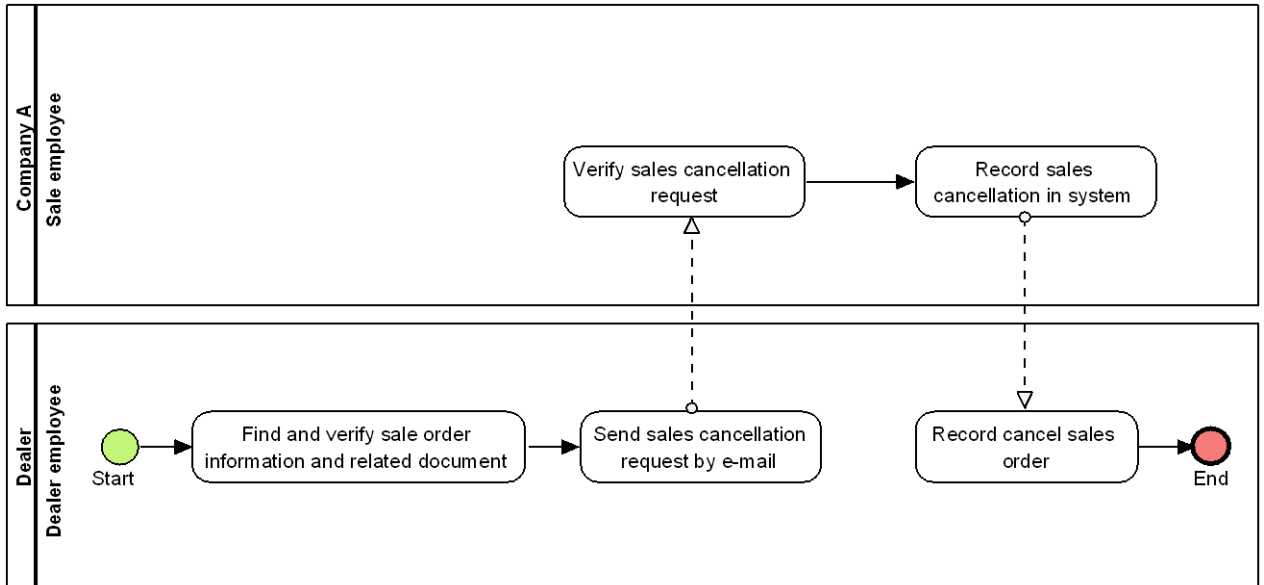 Company A
Sale employee
Verify sales cancellation
request
Record sales
cancellation in system
Dealer
Dealer employee
Start
Find and verify sale order
information and related document
Send sales cancellation
request by e-mail
Record cancel sales
order
End